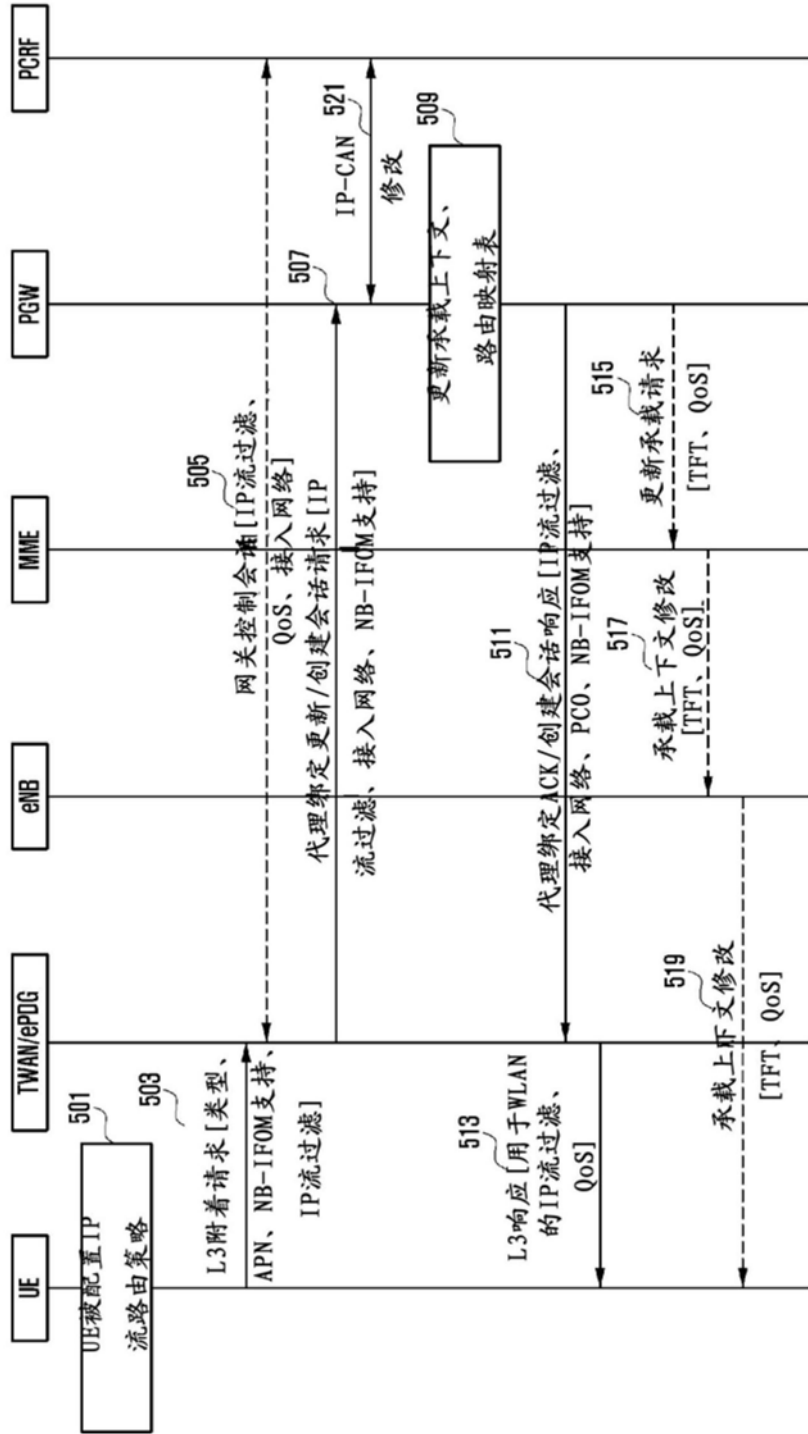 UE
TWAN/ePDG
eNB
MME
PGW
PCRF
UE被配置IP
流路由策略
501
503
L3附着请求[类型、
APN、NB-IFOM支持、
IP流过滤]
505
网关控制会话[IP流过滤、
QoS、接入网络]
代理绑定更新/创建会话请求[IP
流过滤、接入网络、NB-IFOM支持]
507
IP-CAN
修改
521
509
更新承载上下文、
路由映射表
511
代理绑定ACK/创建会话响应[IP流过滤、
接入网络、PCO、NB-IFOM支持]
513
L3响应[用于WLAN
的IP流过滤、
QoS]
515
更新承载请求
[TFT、QoS]
517
承载上下文修改
[TFT、QoS]
519
承载上下文修改
[TFT、QoS]